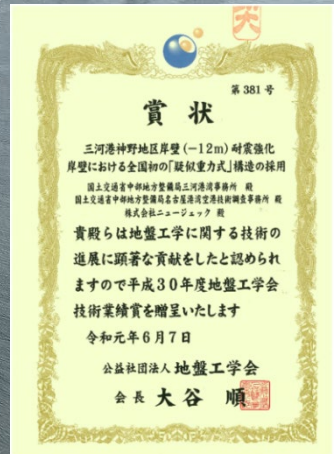 第381号
賞状
三河港神野地区岸壁(-12m)耐震強化
岸壁における全国初の「疑似重力式」構造の採用
国土交通省中部地方整備局三河港湾事務所 殿
国土交通省中部地方整備局名古屋港湾空港技術調査事務所 殿
株式会社ニュージェック 殿
貴殿らは地盤工学に関する技術の
進展に顕著な貢献をしたと認められ
ますので平成30年度地盤工学会
技術業績賞を贈呈いたします
令和元年6月7日
公益社団法人 地盤工学会
会長 大谷 順